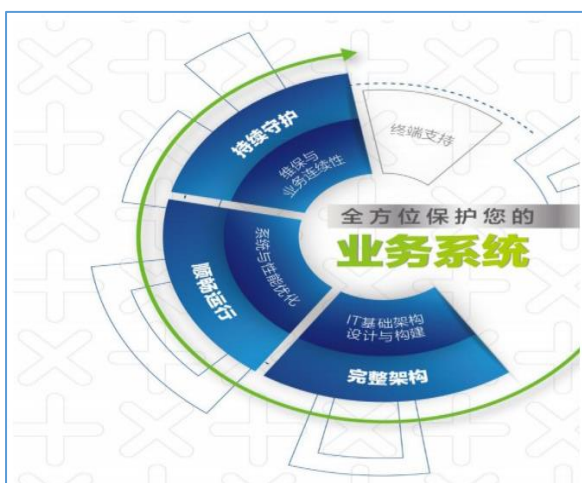 持续守护
维保与
业务连续性
终端支持
全方位保护您的
业务系统
顺畅运行
系统与性能优化
IT基础架构
设计与构建
完整架构